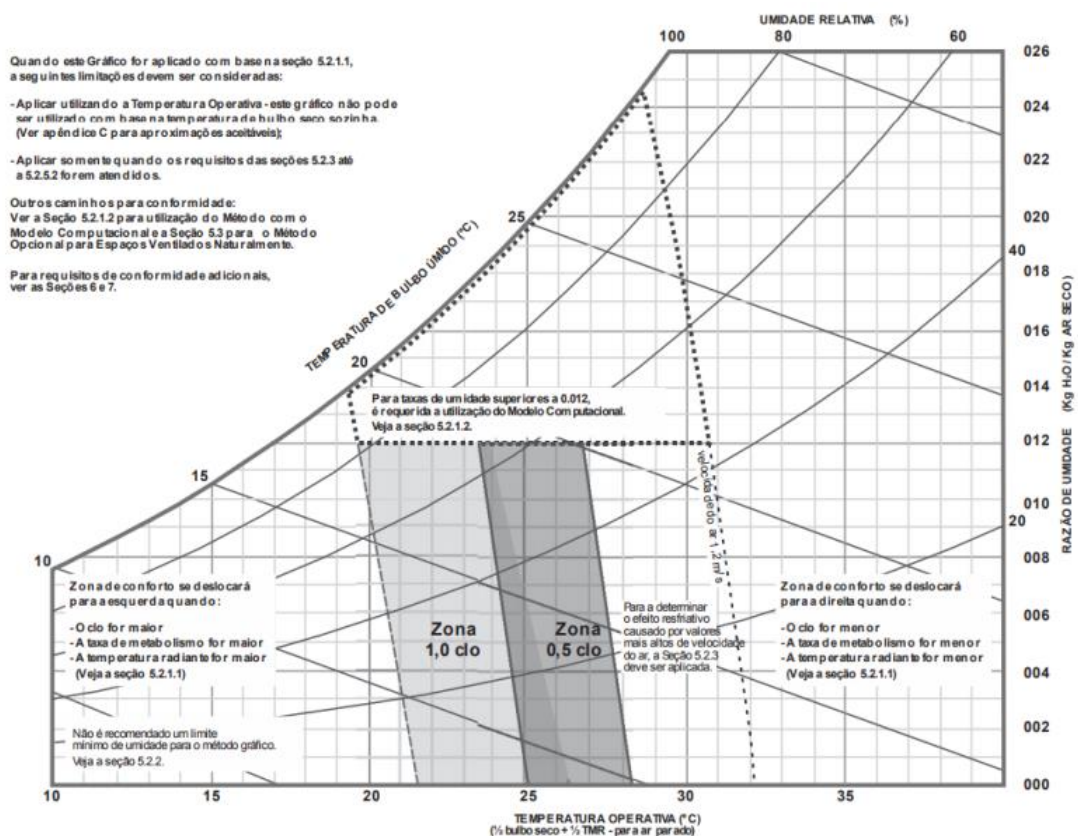 UMIDADE RELATIVA (%)
100
80
60
Quando este Gráfico for aplicado com base na seção 5.2.1.1,
a seguintes limitações devem ser consideradas:
- Aplicar utilizando a Temperatura Operativa - este gráfico não pode
ser utilizado com base na temperatura de bulbo seco sozinha.
(Ver apêndice C para aproximações aceitáveis);
- Aplicar somente quando os requisitos das seções 5.2.3 até
a 5.2.5.2 forem atendidos.
Outros caminhos para conformidade:
Ver a Seção 5.2.1.2 para utilização do Método com o
Modelo Computacional e a Seção 5.3 para o Método
Opcional para Espaços Ventilados Naturalmente.
Para requisitos de conformidade adicionais,
ver as Seções 6 e 7.
TEMPERATURA DE BULBO ÚMIDO (°C)
10
15
20
25
40
20
026
024
022
020
018
016
014
012
010
008
006
004
002
000
RAZÃO DE UMIDADE (Kg H₂O / Kg AR SECO)
Para taxas de umidade superiores a 0.012,
é requerida a utilização do Modelo Computacional.
Veja a seção 5.2.1.2.
velocidade do ar 1,2 m/s
Zona de conforto se deslocará
para a esquerda quando:
- O clo for maior
- A taxa de metabolismo for maior
- A temperatura radiante for maior
(Veja a seção 5.2.1.1)
Não é recomendado um limite
mínimo de umidade para o método gráfico.
Veja a seção 5.2.2.
Zona
1,0 clo
Zona
0,5 clo
Para a determinar
o efeito resfriativo
causado por valores
mais altos de velocidade
do ar, a Seção 5.2.3
deve ser aplicada.
Zona de conforto se deslocará
para a direita quando:
- O clo for menor
- A taxa de metabolismo for menor
- A temperatura radiante for menor
(Veja a seção 5.2.1.1)
10
15
20
25
30
35
TEMPERATURA OPERATIVA (°C)
(½ bulbo seco + ½ TMR - para ar parado)